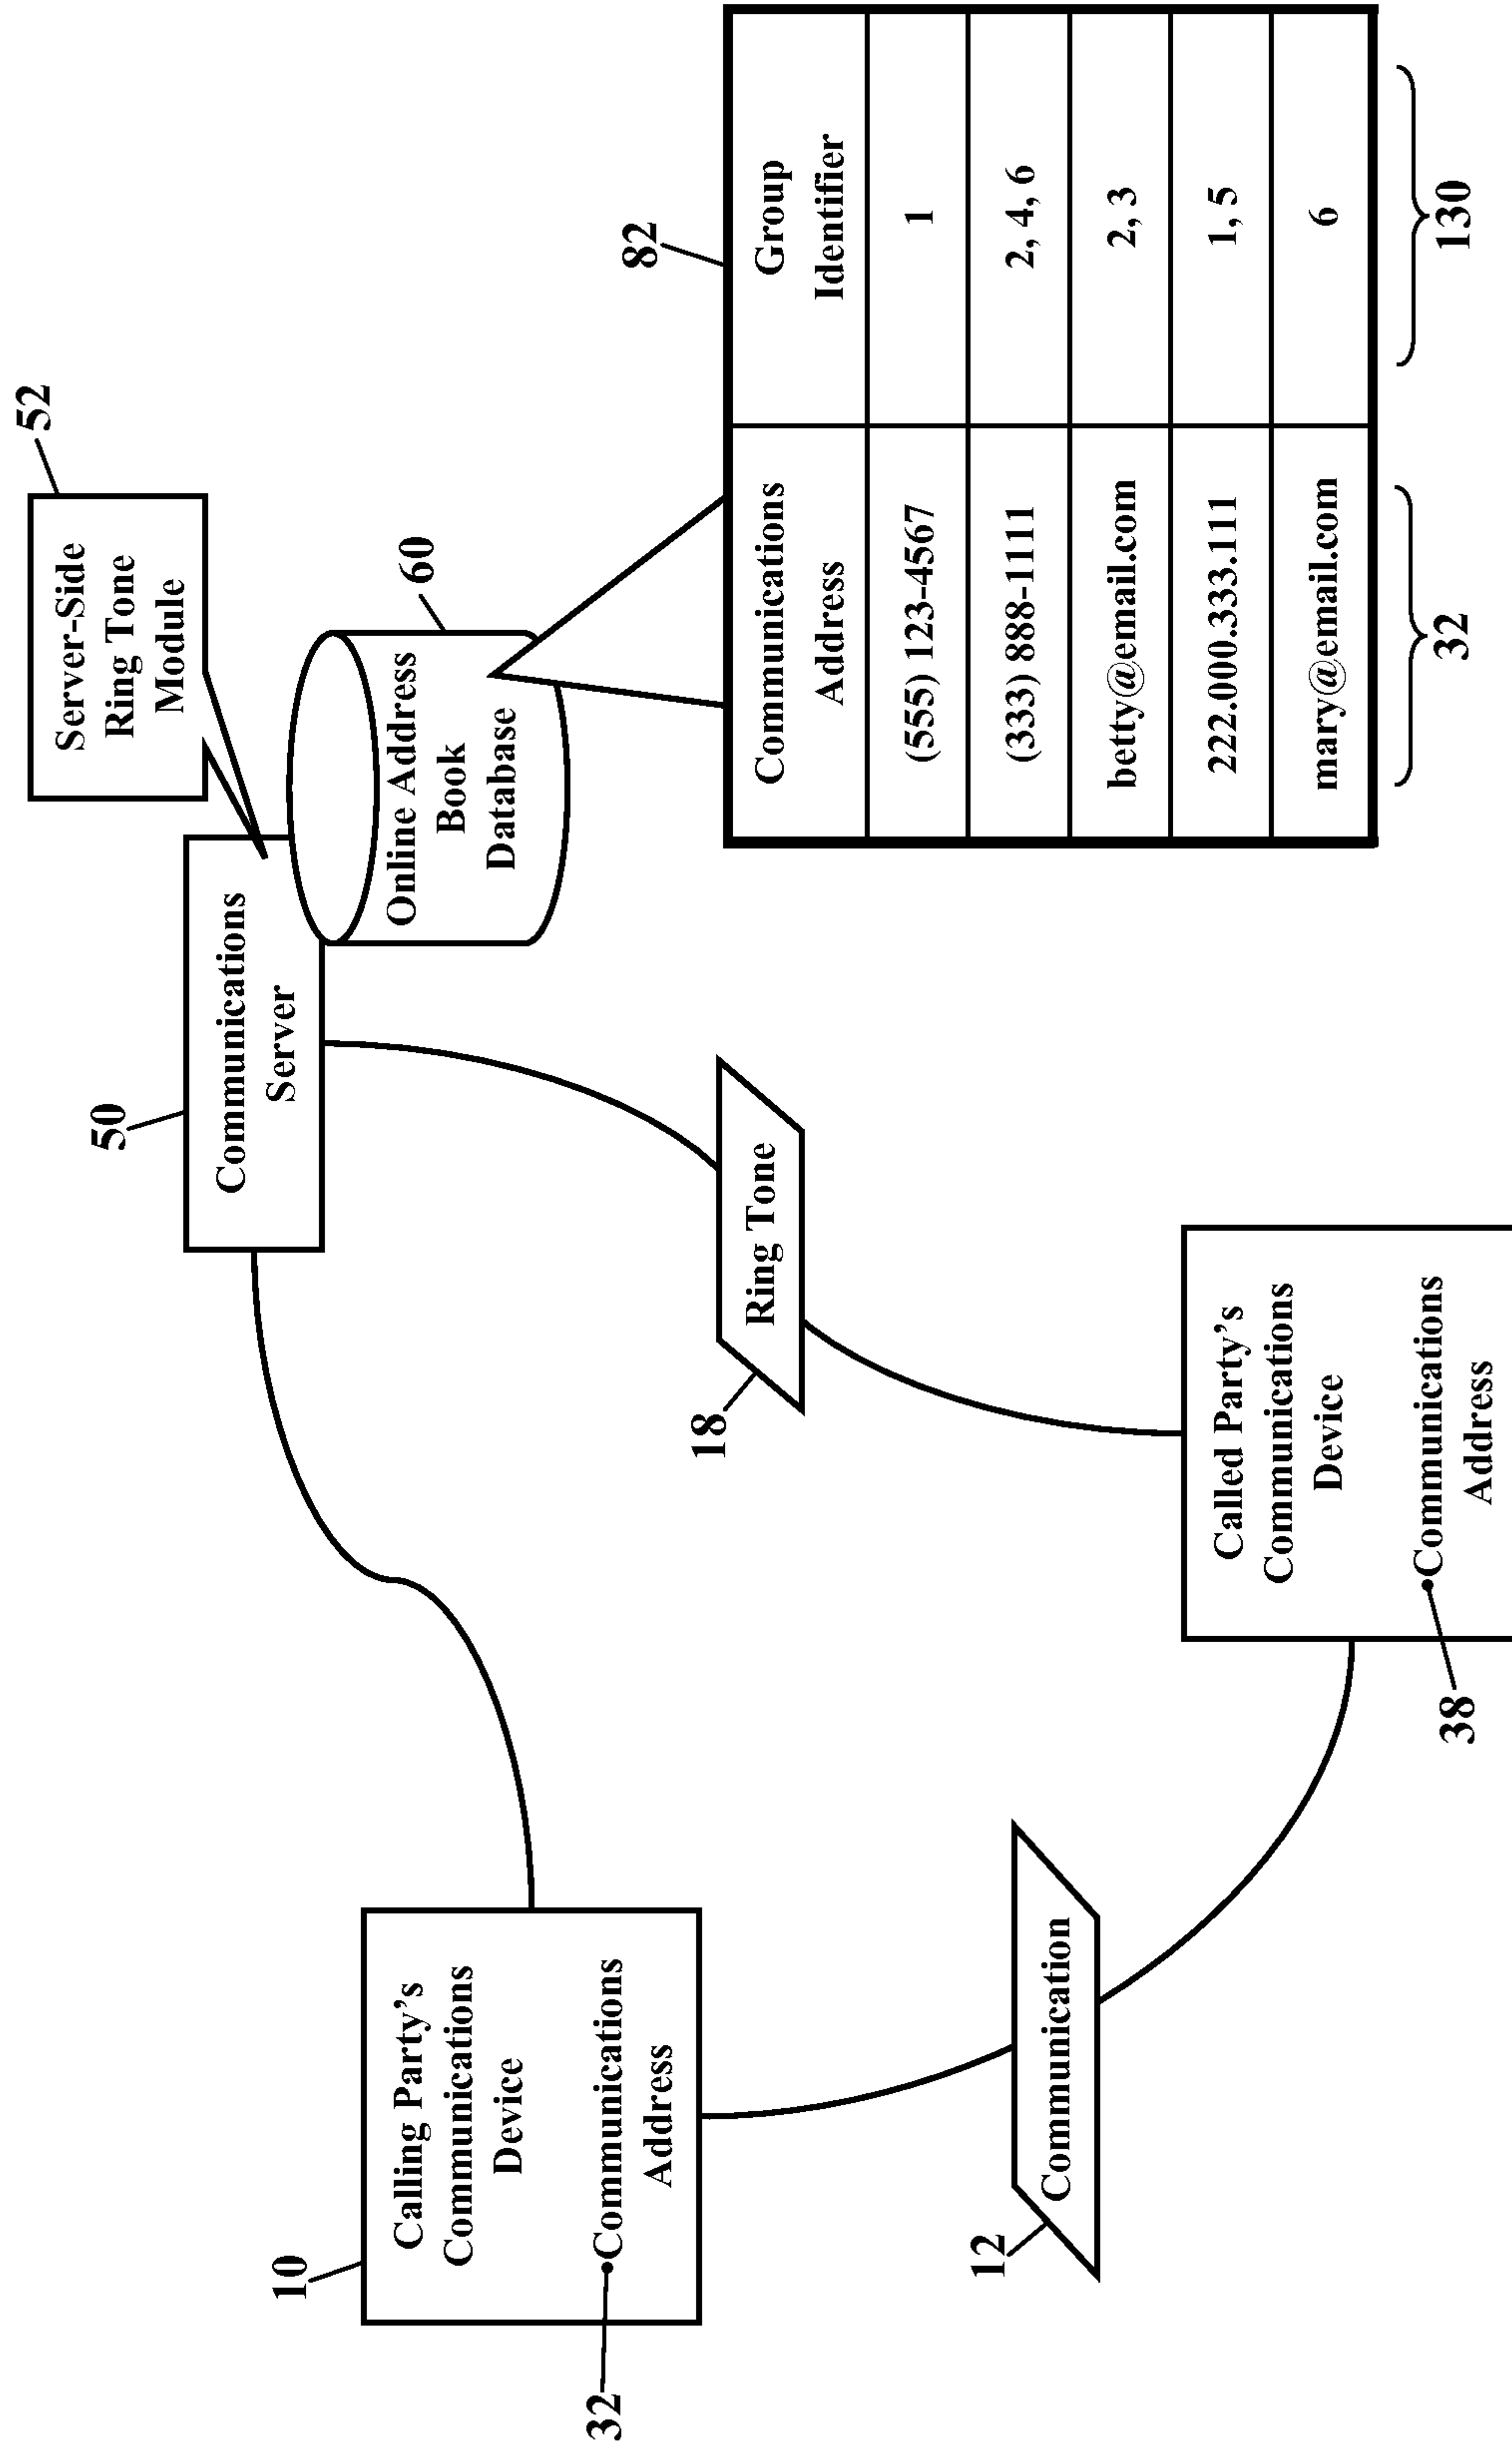 52
Server-Side
Ring Tone
Module
50
Communications
Server
60
Online Address
Book
Database
10
Calling Party's
Communications
Device
32
Communications
Address
82
Communications
Address
Group
Identifier
(555) 123-4567
1
(333) 888-1111
2, 4, 6
betty@email.com
2, 3
222.000.333.111
1, 5
mary@email.com
6
32
130
18
Ring Tone
12
Communication
Called Party's
Communications
Device
38
Communications
Address